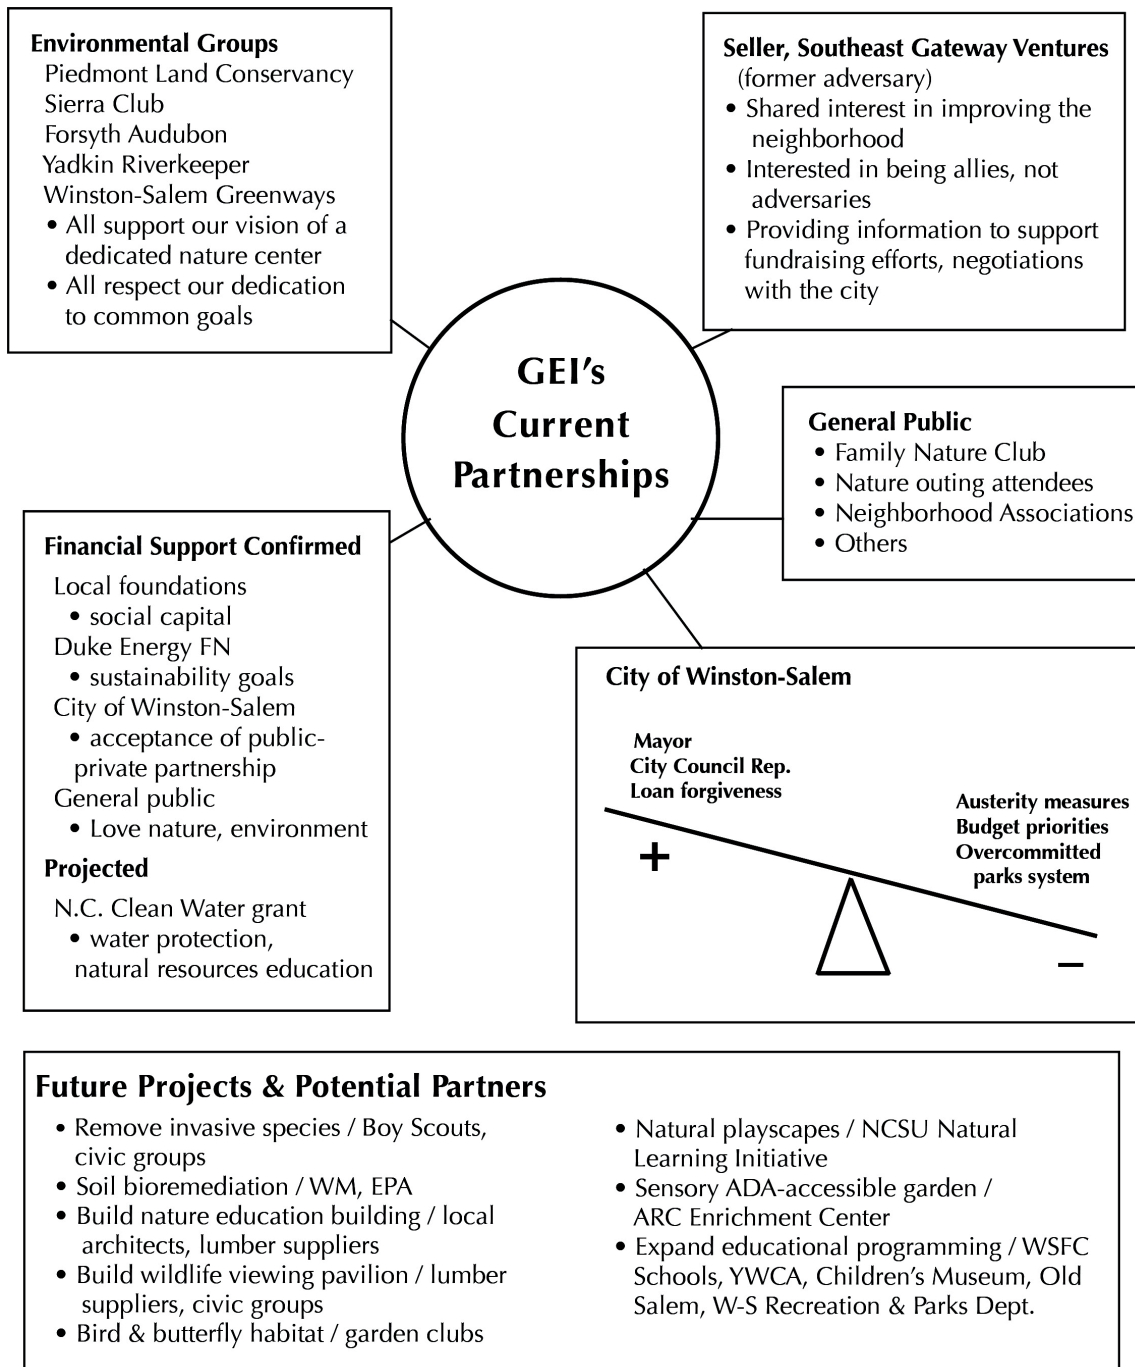 Environmental Groups
Piedmont Land Conservancy
Sierra Club
Forsyth Audubon
Yadkin Riverkeeper
Winston-Salem Greenways
• All support our vision of a
dedicated nature center
• All respect our dedication
to common goals
Seller, Southeast Gateway Ventures
(former adversary)
• Shared interest in improving the
neighborhood
• Interested in being allies, not
adversaries
• Providing information to support
fundraising efforts, negotiations
with the city
GEI's
Current
Partnerships
General Public
• Family Nature Club
• Nature outing attendees
• Neighborhood Associations
• Others
Financial Support Confirmed
Local foundations
• social capital
Duke Energy FN
• sustainability goals
City of Winston-Salem
• acceptance of public-
private partnership
General public
• Love nature, environment
Projected
N.C. Clean Water grant
• water protection,
natural resources education
City of Winston-Salem
Mayor
City Council Rep.
Loan forgiveness
+
Austerity measures
Budget priorities
Overcommitted
parks system
–
Future Projects & Potential Partners
• Remove invasive species / Boy Scouts,
civic groups
• Soil bioremediation / WM, EPA
• Build nature education building / local
architects, lumber suppliers
• Build wildlife viewing pavilion / lumber
suppliers, civic groups
• Bird & butterfly habitat / garden clubs
• Natural playscapes / NCSU Natural
Learning Initiative
• Sensory ADA-accessible garden /
ARC Enrichment Center
• Expand educational programming / WSFC
Schools, YWCA, Children's Museum, Old
Salem, W-S Recreation & Parks Dept.